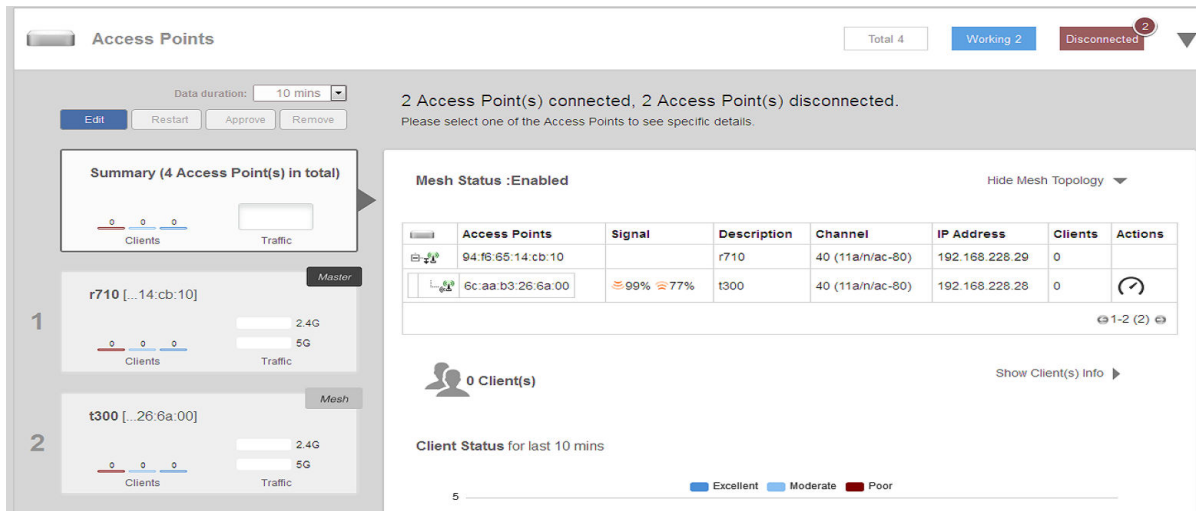 Access Points
Total 4
Working 2
Disconnected
2
Data duration: 10 mins
Edit Restart Approve Remove
2 Access Point(s) connected, 2 Access Point(s) disconnected.
Please select one of the Access Points to see specific details.
Summary (4 Access Point(s) in total)
0 0 0
Clients Traffic
Mesh Status :Enabled
Hide Mesh Topology
Access Points Signal Description Channel IP Address Clients Actions
94:f6:65:14:cb:10 r710 40 (11a/n/ac-80) 192.168.228.29 0
6c:aa:b3:26:6a:00 99% 77% t300 40 (11a/n/ac-80) 192.168.228.28 0
1-2 (2)
1
Master
r710 [...14:cb:10]
2.4G
0 0 0 5G
Clients Traffic
0 Client(s)
Show Client(s) Info
2
Mesh
t300 [...26:6a:00]
2.4G
0 0 0 5G
Clients Traffic
Client Status for last 10 mins
Excellent Moderate Poor
5